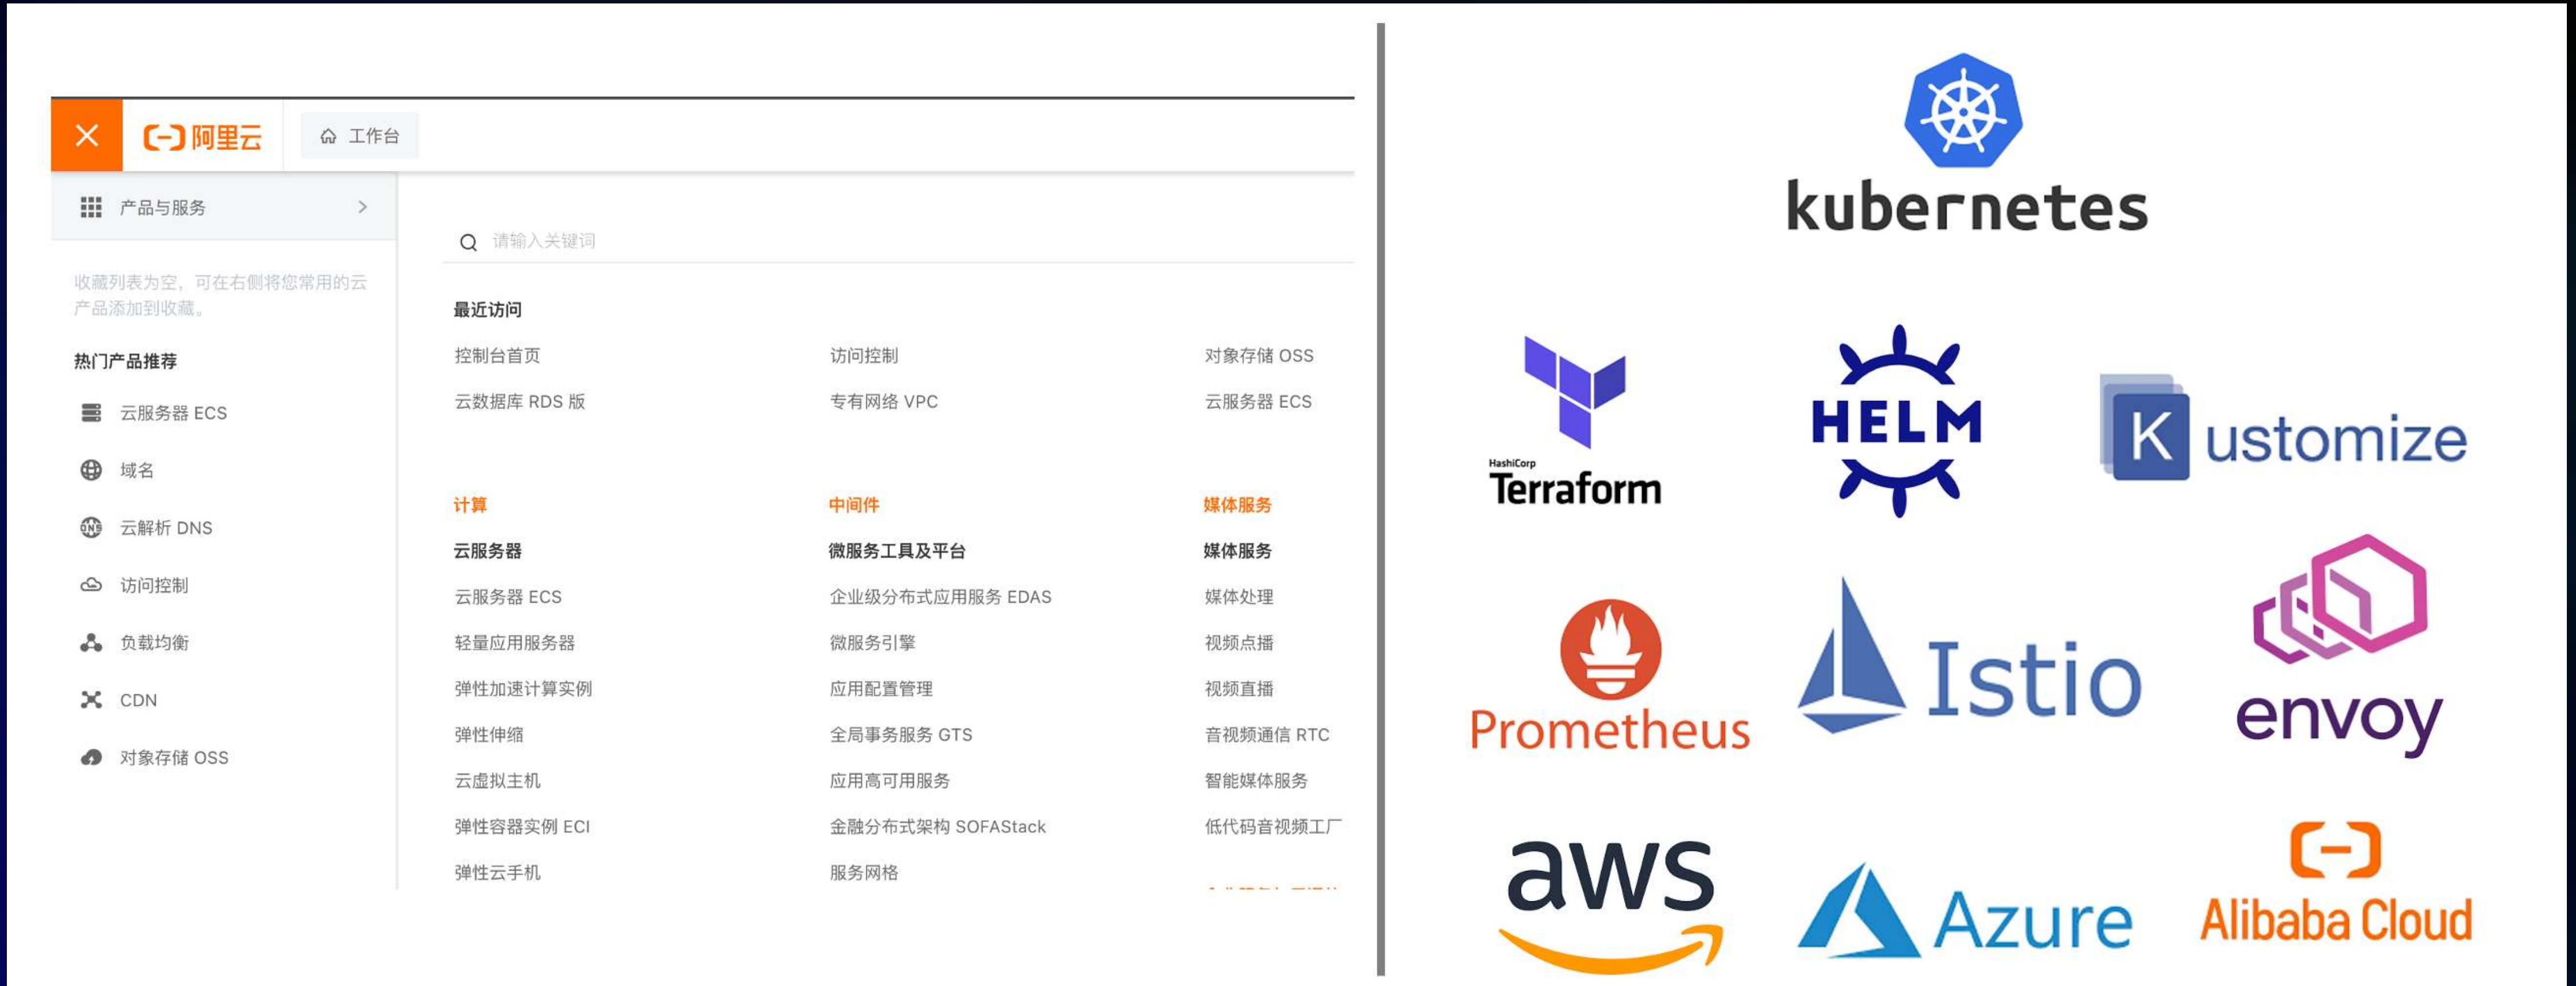 阿里云
工作台
产品与服务
收藏列表为空，可在右侧将您常用的云
产品添加到收藏。
热门产品推荐
云服务器 ECS
域名
DNS
云解析 DNS
访问控制
负载均衡
CDN
对象存储 OSS
请输入关键词
最近访问
控制台首页
访问控制
对象存储 OSS
云数据库 RDS 版
专有网络 VPC
云服务器 ECS
计算
云服务器
云服务器 ECS
轻量应用服务器
弹性加速计算实例
弹性伸缩
云虚拟主机
弹性容器实例 ECI
弹性云手机
中间件
微服务工具及平台
企业级分布式应用服务 EDAS
微服务引擎
应用配置管理
全局事务服务 GTS
应用高可用服务
金融分布式架构 SOFAStack
服务网格
媒体服务
媒体服务
媒体处理
视频点播
视频直播
音视频通信 RTC
智能媒体服务
低代码音视频工厂
kubernetes
HashiCorp
Terraform
HELM
Kustomize
Prometheus
Istio
envoy
aws
Azure
Alibaba Cloud